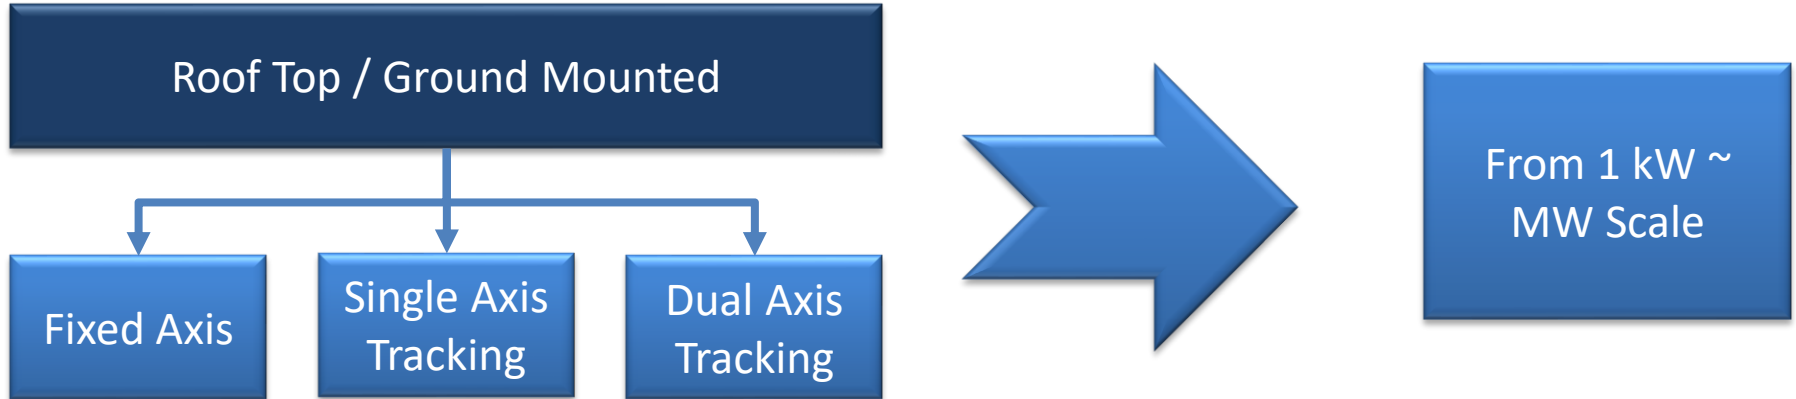 Roof Top / Ground Mounted
Fixed Axis
Single Axis
Tracking
Dual Axis
Tracking
From 1 kW ~
MW Scale